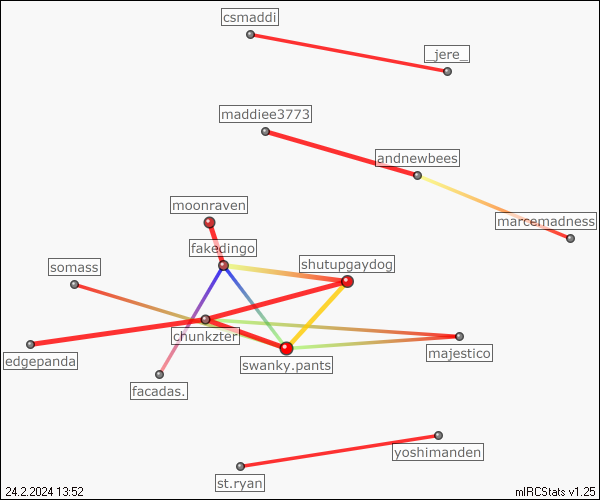 csmaddi
_jere_
maddiee3773
andnewbees
moonraven
marcemadness
fakedingo
shutupgaydog
somass
chunkzter
edgepanda
majestico
swanky.pants
facadas.
yoshimanden
st.ryan
24.2.2024 13:52
mIRCStats v1.25